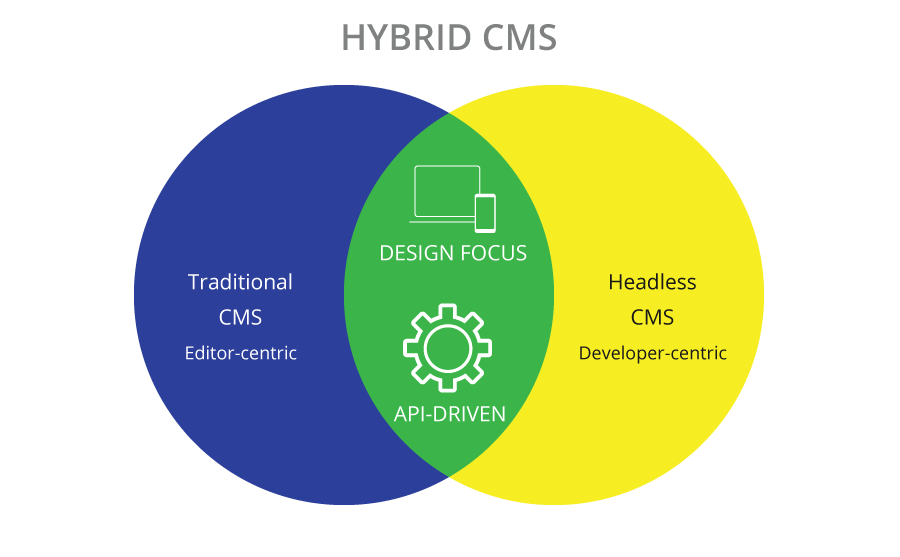 HYBRID CMS
Traditional
CMS
Editor-centric
DESIGN FOCUS
API-DRIVEN
Headless
CMS
Developer-centric